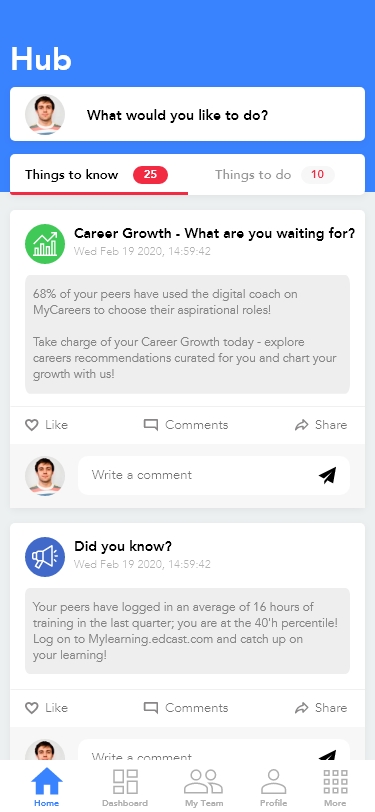 Hub
What would you like to do?
Things to know 25 Things to do 10
Career Growth - What are you waiting for?
Wed Feb 19 2020, 14:59:42
68% of your peers have used the digital coach on
MyCareers to choose their aspirational roles!
Take charge of your Career Growth today - explore
careers recommendations curated for you and chart your
growth with us!
Like Comments Share
Write a comment
Did you know?
Wed Feb 19 2020, 14:59:42
Your peers have logged in an average of 16 hours of
training in the last quarter; you are at the 40'h percentile!
Log on to Mylearning.edcast.com and catch up on
your learning!
Like Comments Share
Write a comment
Home Dashboard My Team Profile More